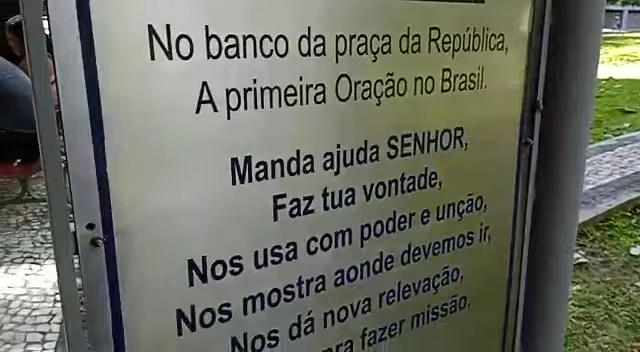 No banco da praça da República,
A primeira Oração no Brasil.
Manda ajuda SENHOR,
Faz tua vontade,
Nos usa com poder e unção,
Nos mostra aonde devemos ir,
Nos dá nova relevação,
pra fazer missão.